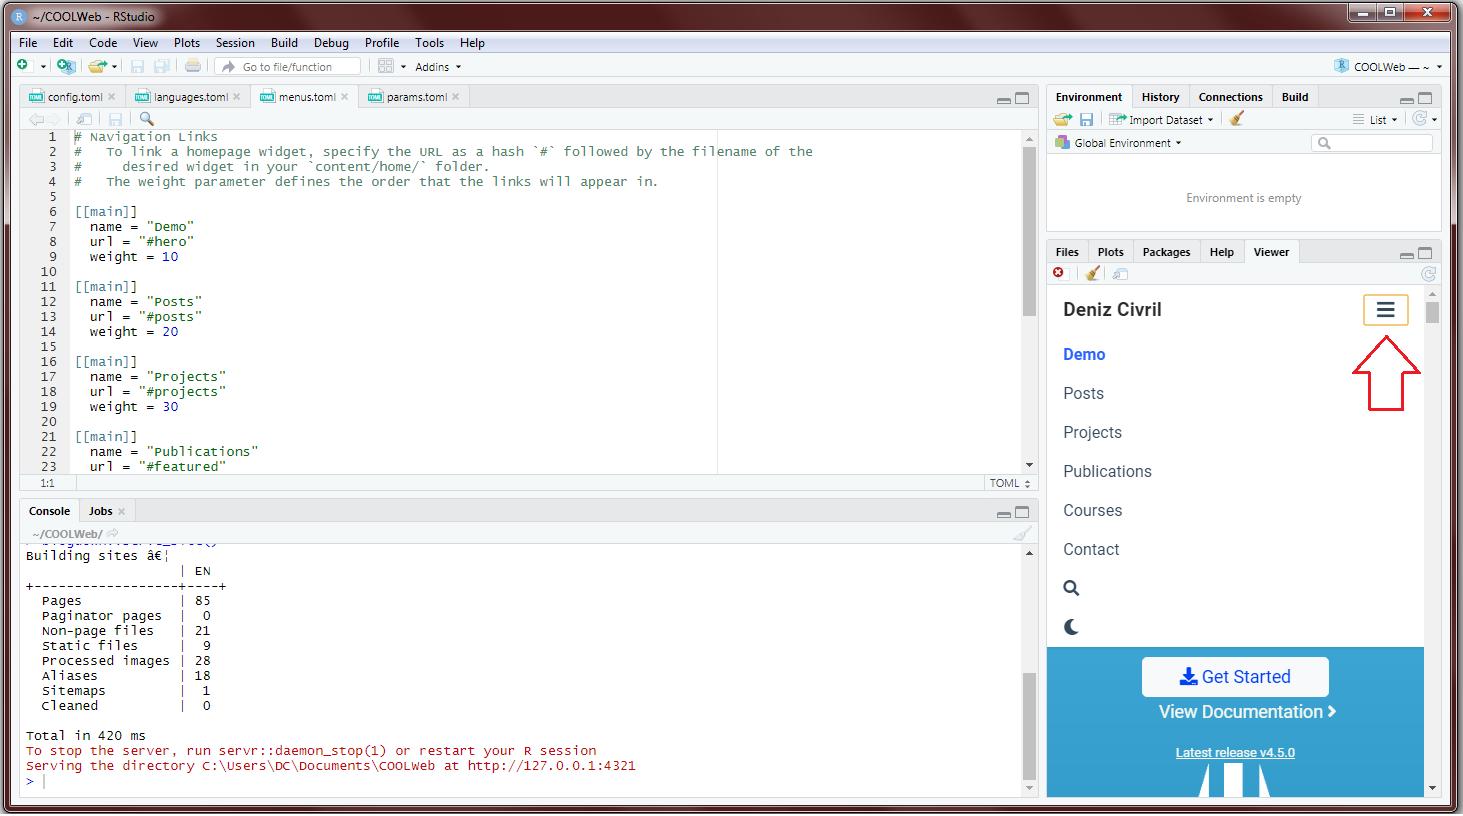 ~/COOLWeb - RStudio
File Edit Code View Plots Session Build Debug Profile Tools Help
Go to file/function Addins COOLWeb — ~
config.toml languages.toml menus.toml params.toml
1 # Navigation Links
2 #   To link a homepage widget, specify the URL as a hash `#` followed by the filename of the
3 #     desired widget in your `content/home/` folder.
4 #   The weight parameter defines the order that the links will appear in.
5
6 [[main]]
7   name = "Demo"
8   url = "#hero"
9   weight = 10
10
11 [[main]]
12   name = "Posts"
13   url = "#posts"
14   weight = 20
15
16 [[main]]
17   name = "Projects"
18   url = "#projects"
19   weight = 30
20
21 [[main]]
22   name = "Publications"
23   url = "#featured"
1:1 TOML
Console Jobs
~/COOLWeb/
Building sites â€¦
| EN
+------------------+----+
Pages | 85
Paginator pages | 0
Non-page files | 21
Static files | 9
Processed images | 28
Aliases | 18
Sitemaps | 1
Cleaned | 0
Total in 420 ms
To stop the server, run servr::daemon_stop(1) or restart your R session
Serving the directory C:\Users\DC\Documents\COOLWeb at http://127.0.0.1:4321
>
Environment History Connections Build
Import Dataset List
Global Environment
Environment is empty
Files Plots Packages Help Viewer
Deniz Civril
Demo
Posts
Projects
Publications
Courses
Contact
Get Started
View Documentation
Latest release v4.5.0